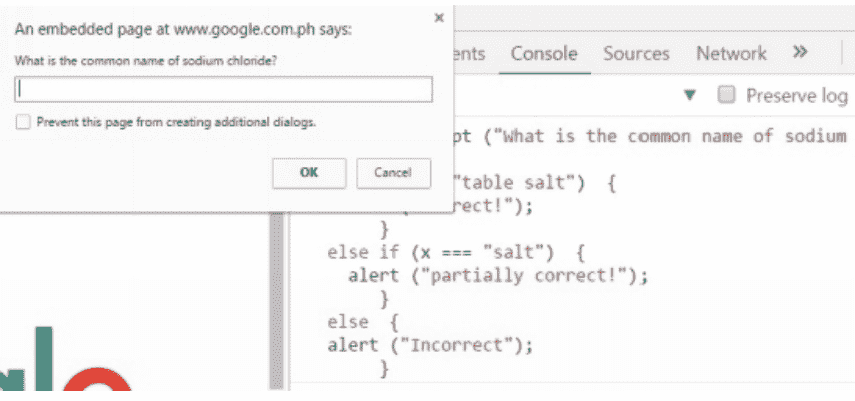 An embedded page at www.google.com.ph says:
What is the common name of sodium chloride?
Prevent this page from creating additional dialogs.
OK Cancel
ents Console Sources Network »
Preserve log
pt ("What is the common name of sodium
"table salt") {
rect!");
}
else if (x === "salt") {
alert ("partially correct!");
}
else {
alert ("Incorrect");
}